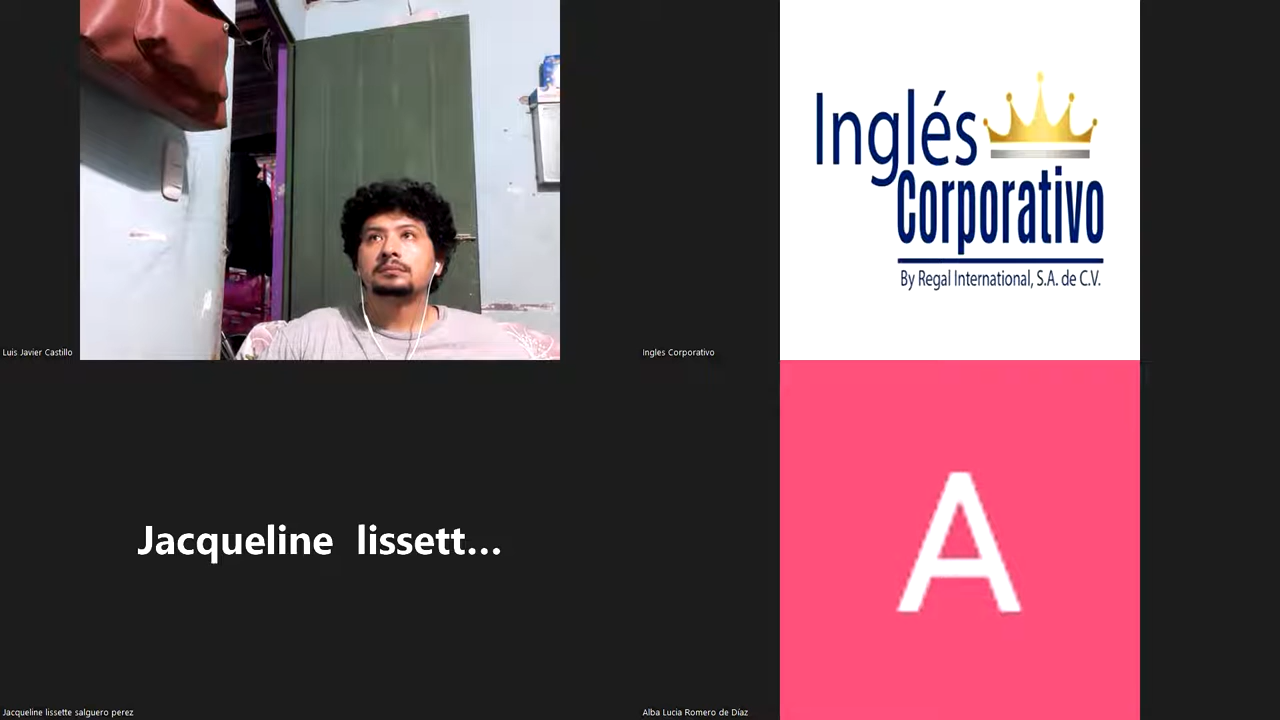 Luis Javier Castillo
Inglés
Corporativo
By Regal International, S.A. de C.V.
Ingles Corporativo
Jacqueline lissett...
Jacqueline lissette salguero perez
A
Alba Lucia Romero de Díaz